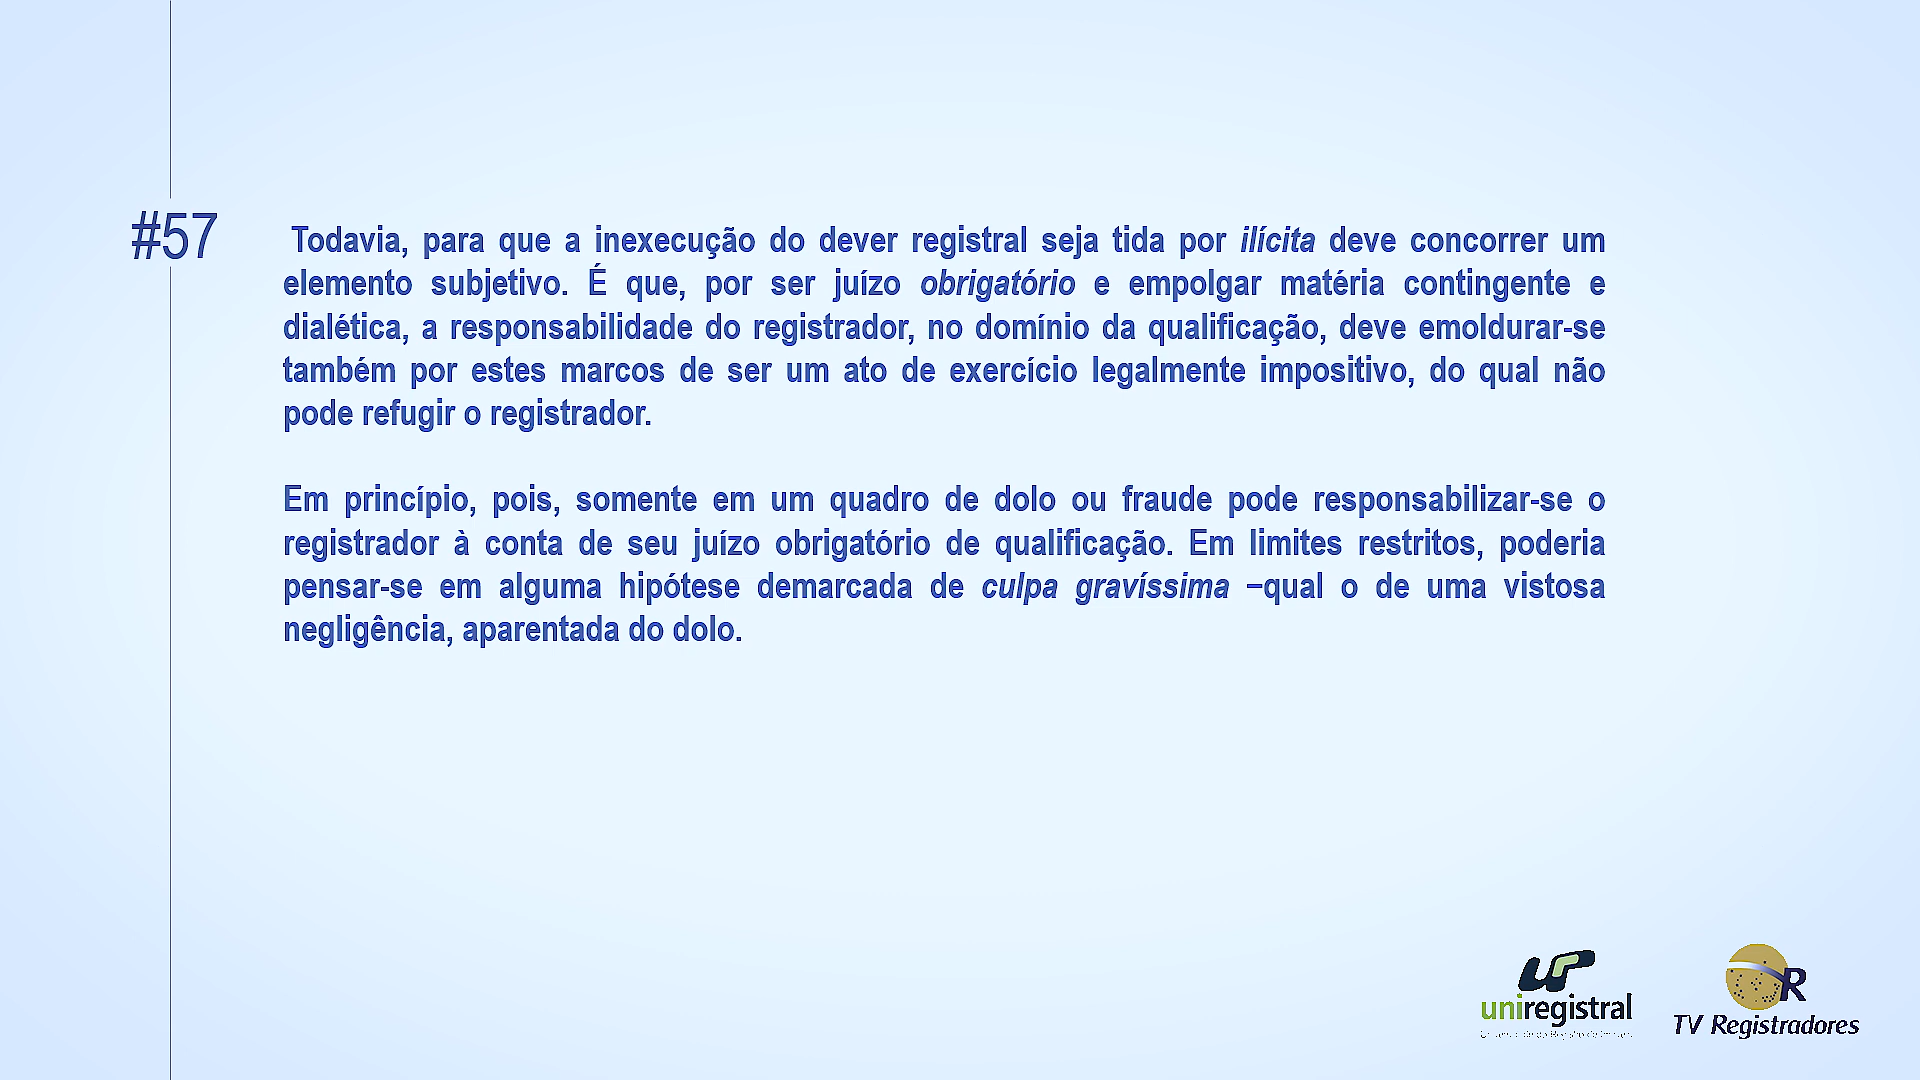 #57
Todavia, para que a inexecução do dever registral seja tida por ilícita deve concorrer um
elemento subjetivo. É que, por ser juízo obrigatório e empolgar matéria contingente e
dialética, a responsabilidade do registrador, no domínio da qualificação, deve emoldurar-se
também por estes marcos de ser um ato de exercício legalmente impositivo, do qual não
pode refugir o registrador.
Em princípio, pois, somente em um quadro de dolo ou fraude pode responsabilizar-se o
registrador à conta de seu juízo obrigatório de qualificação. Em limites restritos, poderia
pensar-se em alguma hipótese demarcada de culpa gravíssima −qual o de uma vistosa
negligência, aparentada do dolo.
uniregistral
TV Registradores